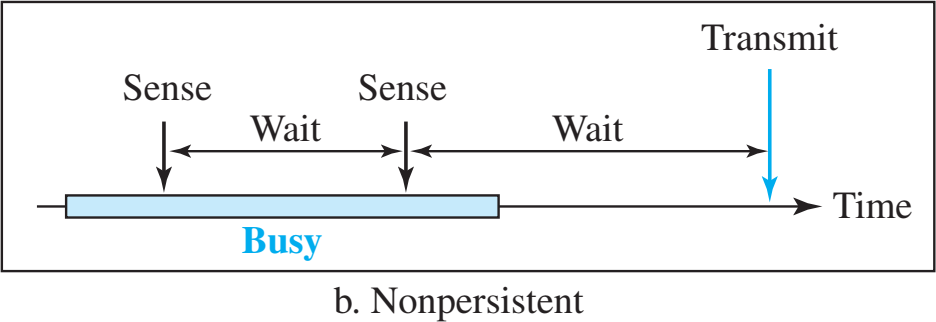 Transmit
Sense
Sense
Wait
Wait
Time
Busy
b. Nonpersistent